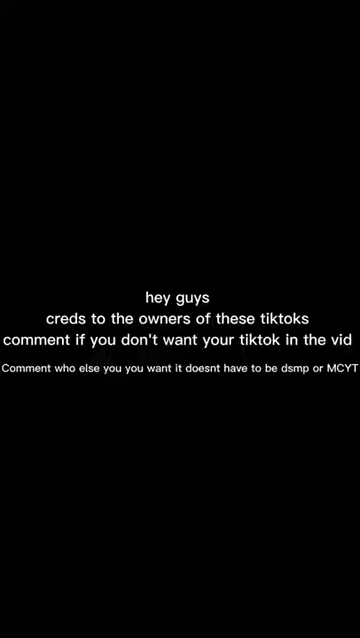 hey guys
creds to the owners of these tiktoks
comment if you don't want your tiktok in the vid
Comment who else you you want it doesnt have to be dsmp or MCYT